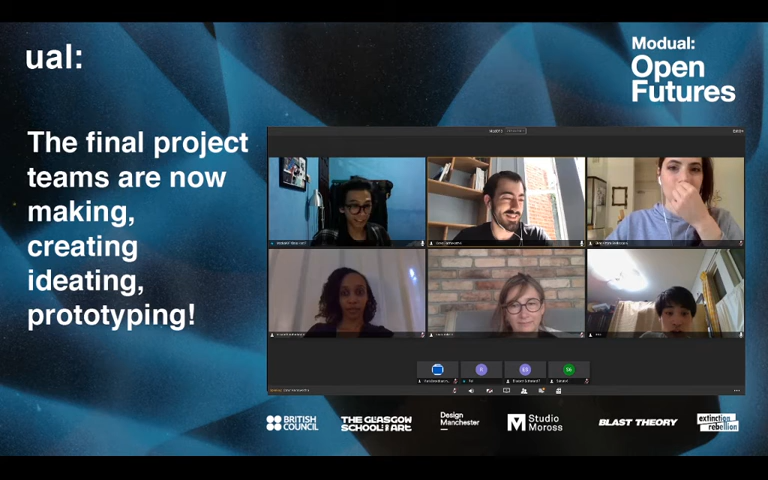 ual:
Modual:
Open
Futures
The final project
teams are now
making,
creating
ideating,
prototyping!
BRITISH
COUNCIL
THE GLASGOW
SCHOOL OF ART
Design
Manchester
Studio
Moross
BLAST THEORY
extinction
rebellion